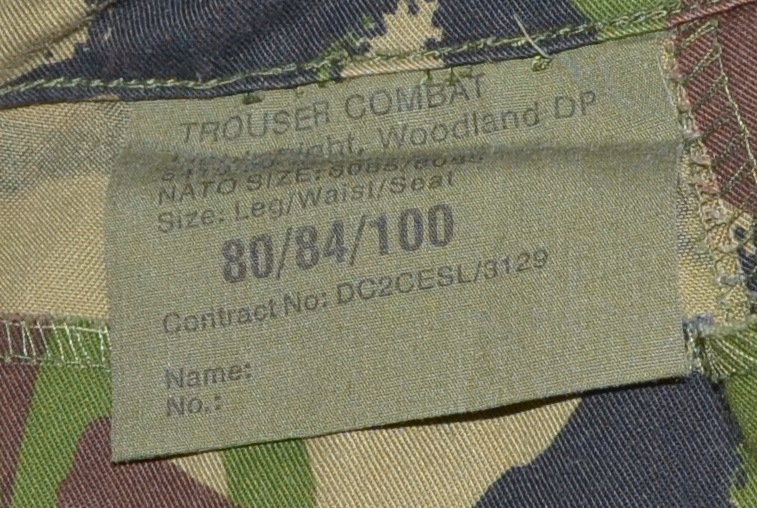 TROUSER COMBAT
Woodland DP
NATO SIZE:
Size: Leg/Waist/Seat
80/84/100
Contract No: DC2CESL/3129
Name:
No.: